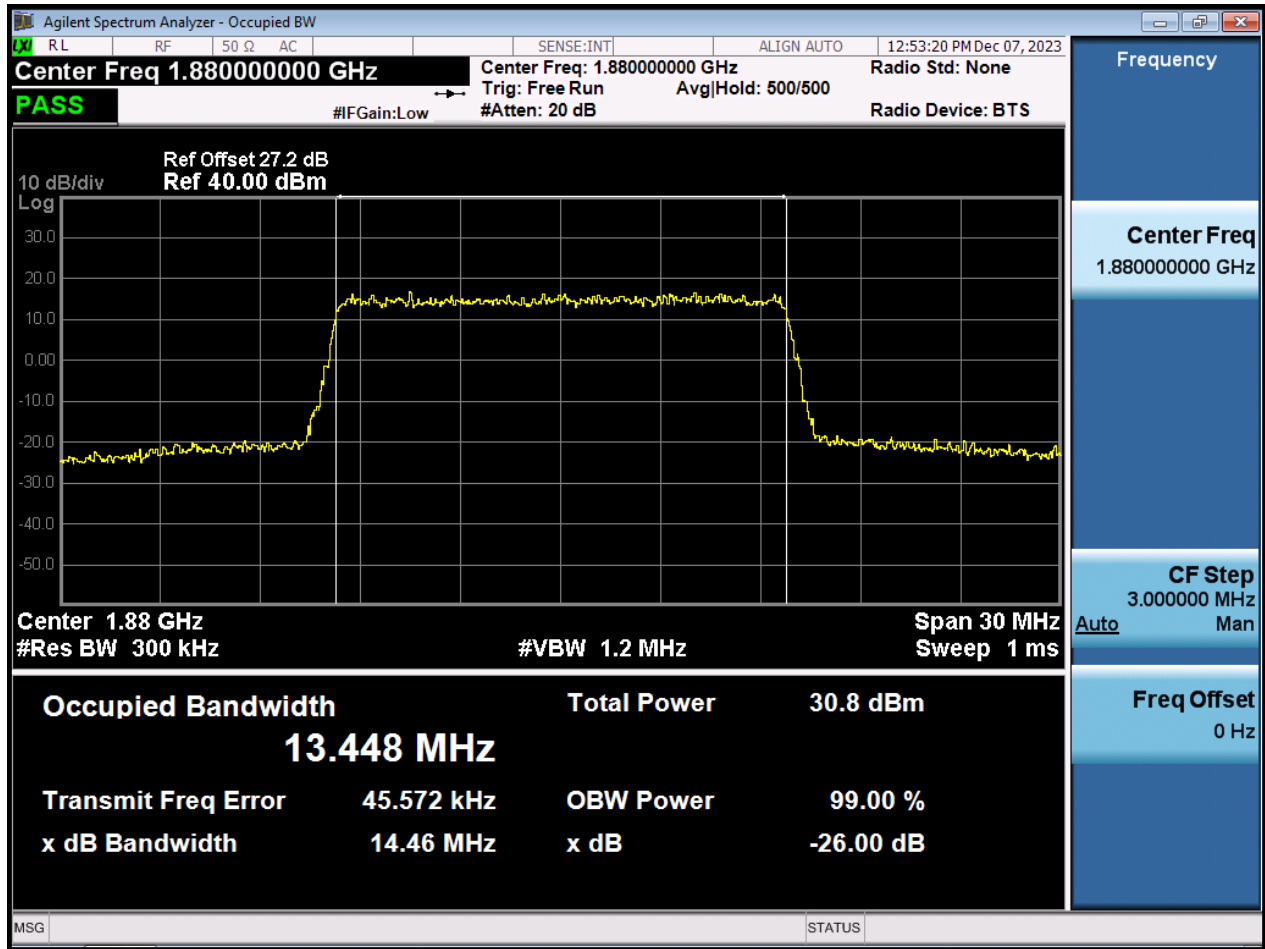 Agilent Spectrum Analyzer - Occupied BW
LXI RL RF 50 Ω AC SENSE:INT ALIGN AUTO 12:53:20 PM Dec 07, 2023
Center Freq 1.880000000 GHz
PASS
#IFGain:Low
Center Freq: 1.880000000 GHz
Trig: Free Run Avg|Hold: 500/500
#Atten: 20 dB
Radio Std: None
Radio Device: BTS
Ref Offset 27.2 dB
10 dB/div Ref 40.00 dBm
Log
30.0
20.0
10.0
0.00
-10.0
-20.0
-30.0
-40.0
-50.0
Center 1.88 GHz Span 30 MHz
#Res BW 300 kHz #VBW 1.2 MHz Sweep 1 ms
Occupied Bandwidth Total Power 30.8 dBm
13.448 MHz
Transmit Freq Error 45.572 kHz OBW Power 99.00 %
x dB Bandwidth 14.46 MHz x dB -26.00 dB
Frequency
Center Freq
1.880000000 GHz
CF Step
3.000000 MHz
Auto Man
Freq Offset
0 Hz
MSG STATUS